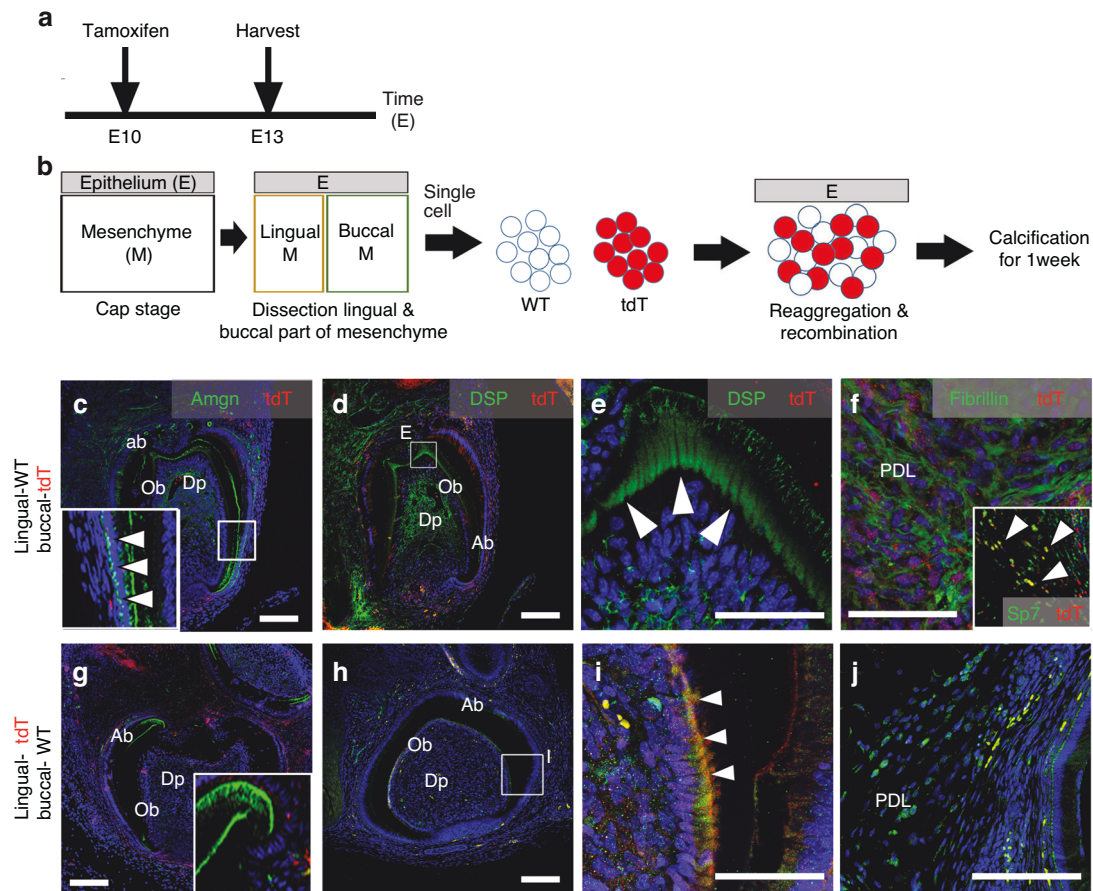 a
Tamoxifen
Harvest
Time
(E)
E10
E13
b
Epithelium (E)
Mesenchyme
(M)
Cap stage
E
Lingual
M
Buccal
M
Dissection lingual &
buccal part of mesenchyme
Single
cell
WT
tdT
E
Reaggregation &
recombination
Calcification
for 1week
Lingual-WT
buccal-tdT
c
Amgn tdT
ab
Ob
Dp
d
DSP tdT
E
Ob
Dp
Ab
e
DSP tdT
f
Fibrillin tdT
PDL
Sp7 tdT
Lingual- tdT
buccal-WT
g
Ab
Dp
Ob
h
Ab
Ob
Dp
I
i
j
PDL